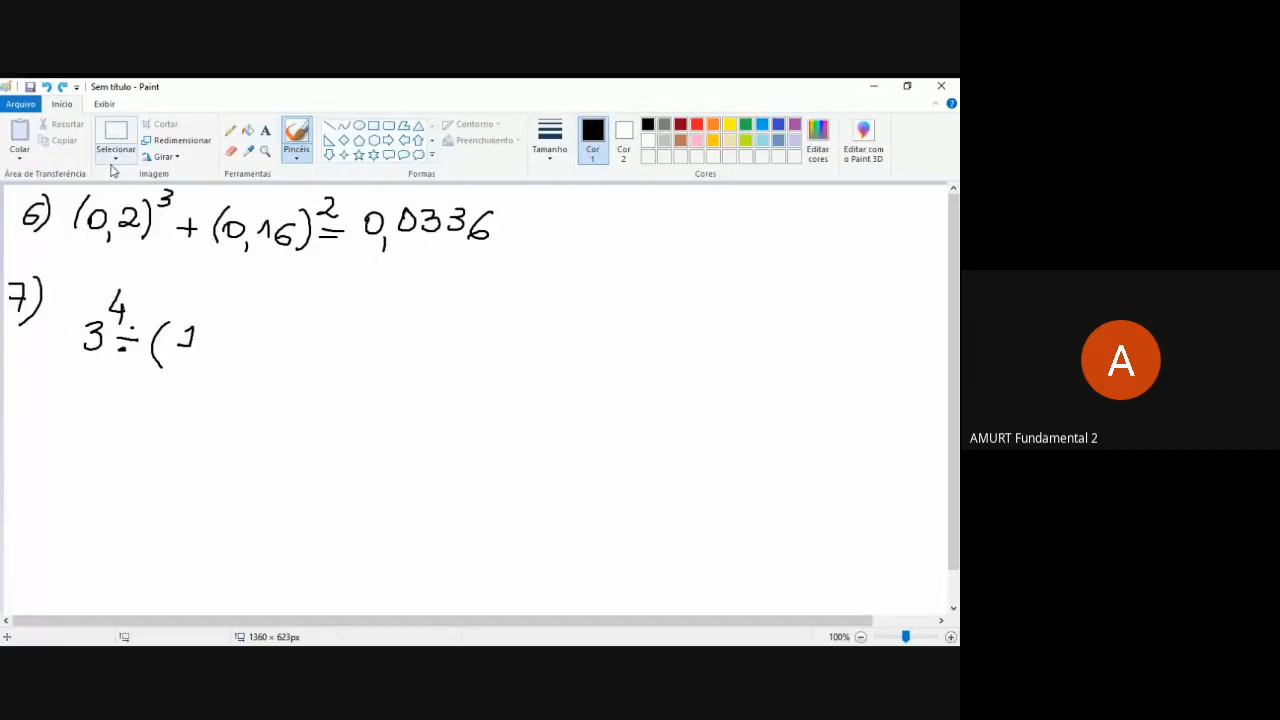 Sem título - Paint
Arquivo Início Exibir
Colar Recortar Copiar Selecionar Cortar Redimensionar Girar Pincéis Contorno Preenchimento Tamanho Cor 1 Cor 2 Editar cores Editar com o Paint 3D
Área de Transferência Imagem Ferramentas Formas Cores
6) (0,2)³ + (0,16)² = 0,0336
7)
3⁴ ÷ ( 1
AMURT Fundamental 2
A
1360 × 623px 100%